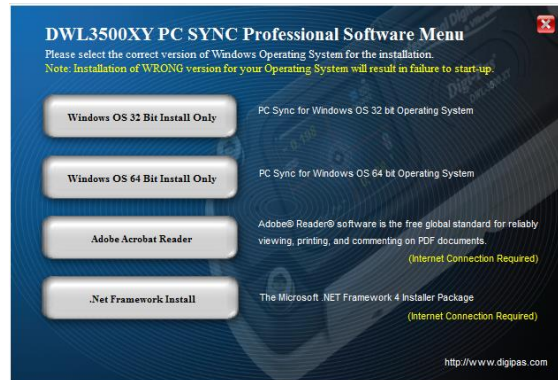 DWL3500XY PC SYNC Professional Software Menu
Please select the correct version of Windows Operating System for the installation.
Note: Installation of WRONG version for your Operating System will result in failure to start-up.
Windows OS 32 Bit Install Only
PC Sync for Windows OS 32 bit Operating System
Windows OS 64 Bit Install Only
PC Sync for Windows OS 64 bit Operating System
Adobe Acrobat Reader
Adobe® Reader® software is the free global standard for reliably
viewing, printing, and commenting on PDF documents.
(Internet Connection Required)
.Net Framework Install
The Microsoft .NET Framework 4 Installer Package
(Internet Connection Required)
http://www.digipas.com